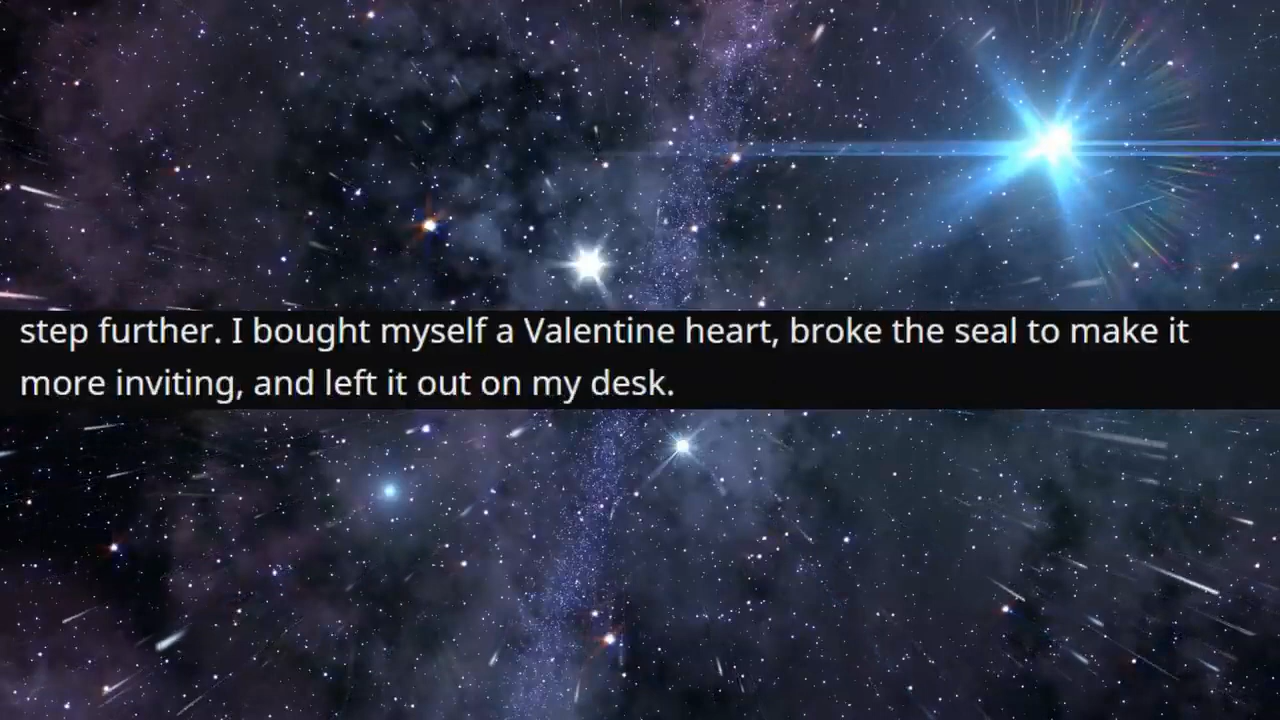 step further. I bought myself a Valentine heart, broke the seal to make it
more inviting, and left it out on my desk.